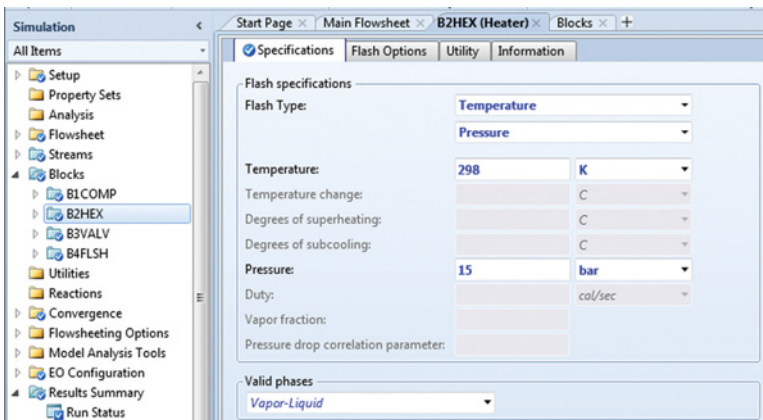 Simulation
All Items
Setup
Property Sets
Analysis
Flowsheet
Streams
Blocks
B1COMP
B2HEX
B3VALV
B4FLSH
Utilities
Reactions
Convergence
Flowsheeting Options
Model Analysis Tools
EO Configuration
Results Summary
Run Status
Start Page Main Flowsheet B2HEX (Heater) Blocks +
Specifications Flash Options Utility Information
Flash specifications
Flash Type: Temperature
Pressure
Temperature: 298 K
Temperature change: C
Degrees of superheating: C
Degrees of subcooling: C
Pressure: 15 bar
Duty: cal/sec
Vapor fraction:
Pressure drop correlation parameter:
Valid phases
Vapor-Liquid